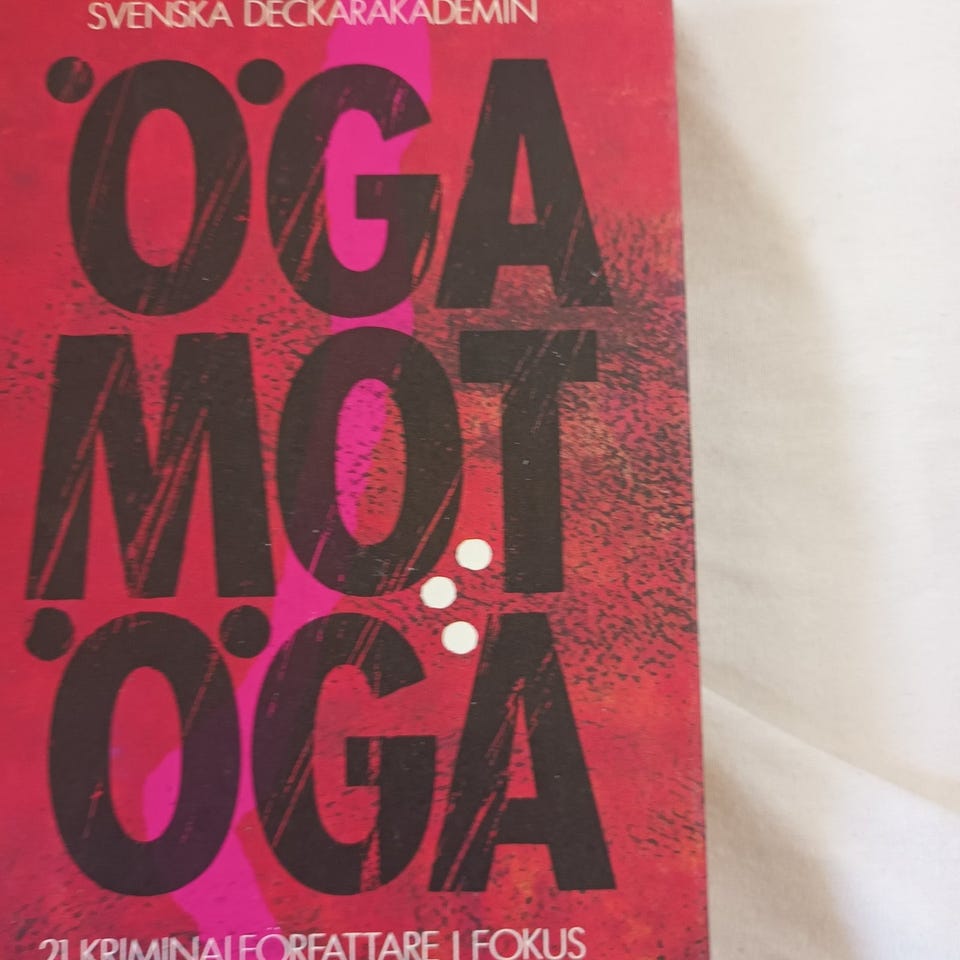 SVENSKA DECKARAKADEMIN
ÖGA
MOT
ÖGA
21 KRIMINALFÖRFATTARE I FOKUS